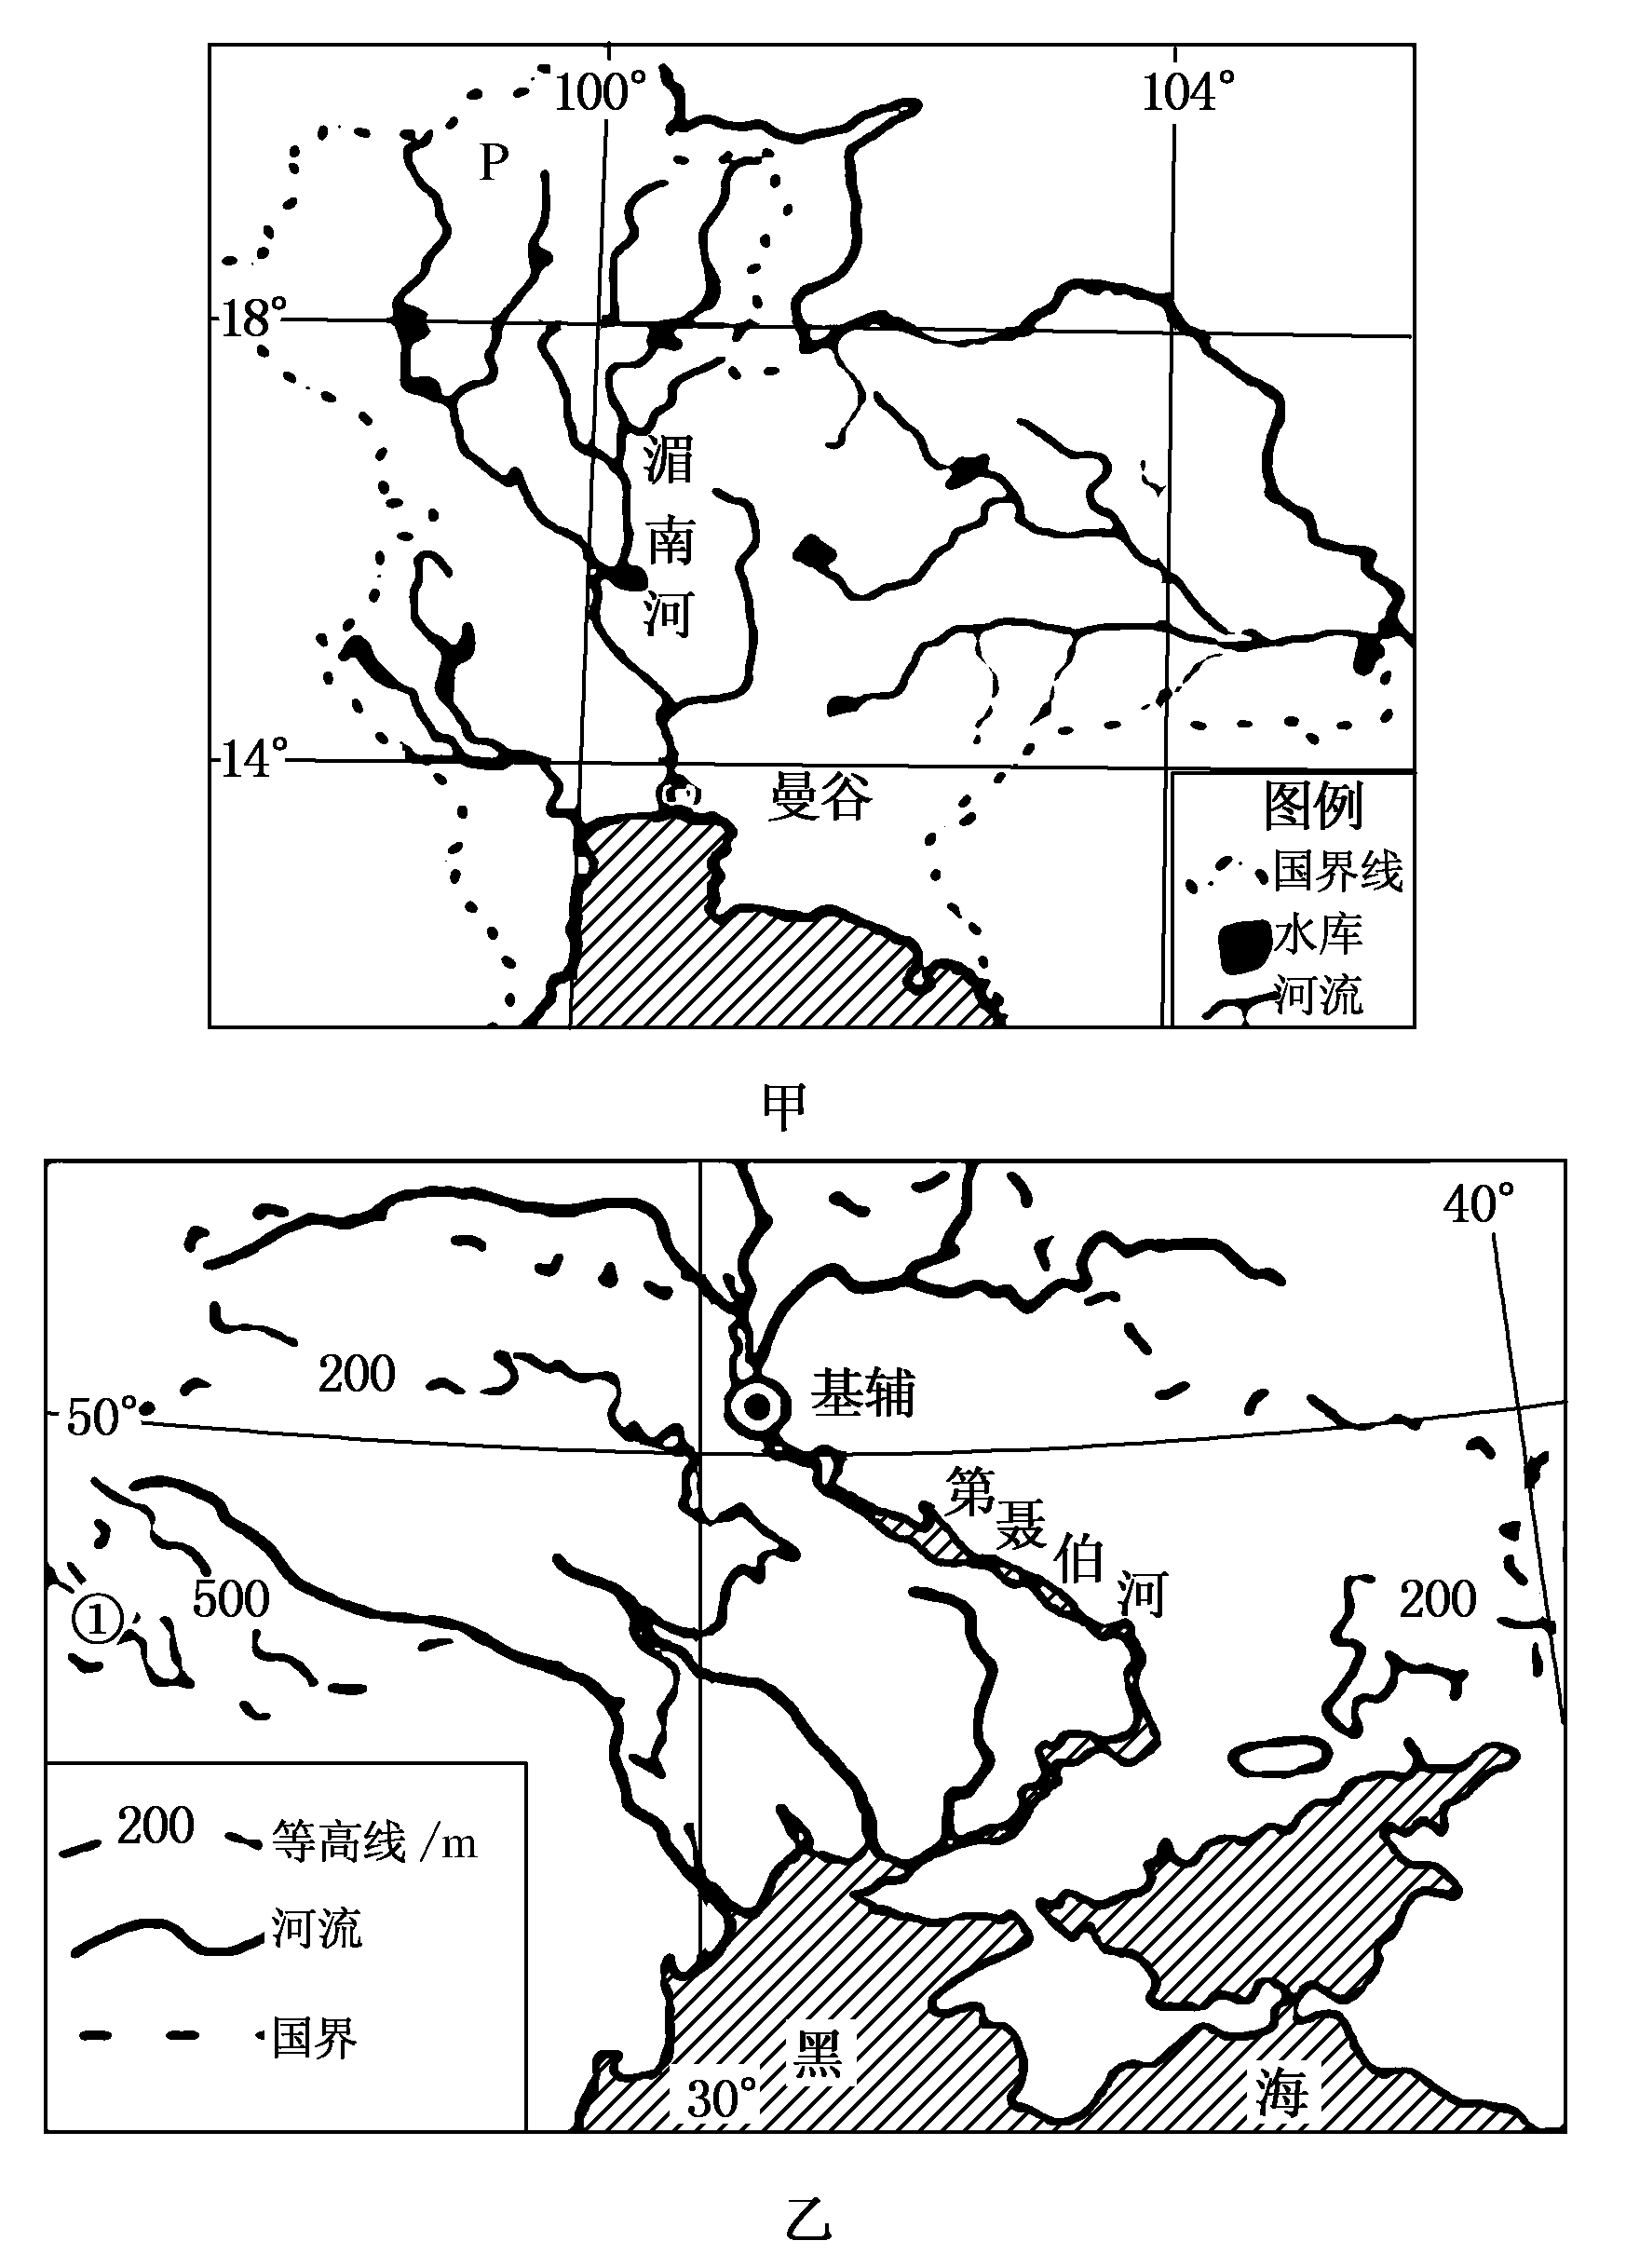 100°
104°
P
18°
湄南河
14°
曼谷
图例
国界线
水库
河流
甲
40°
200
基辅
50°
第聂伯河
500
200
①
200 等高线/m
河流
国界
黑海
30°
乙